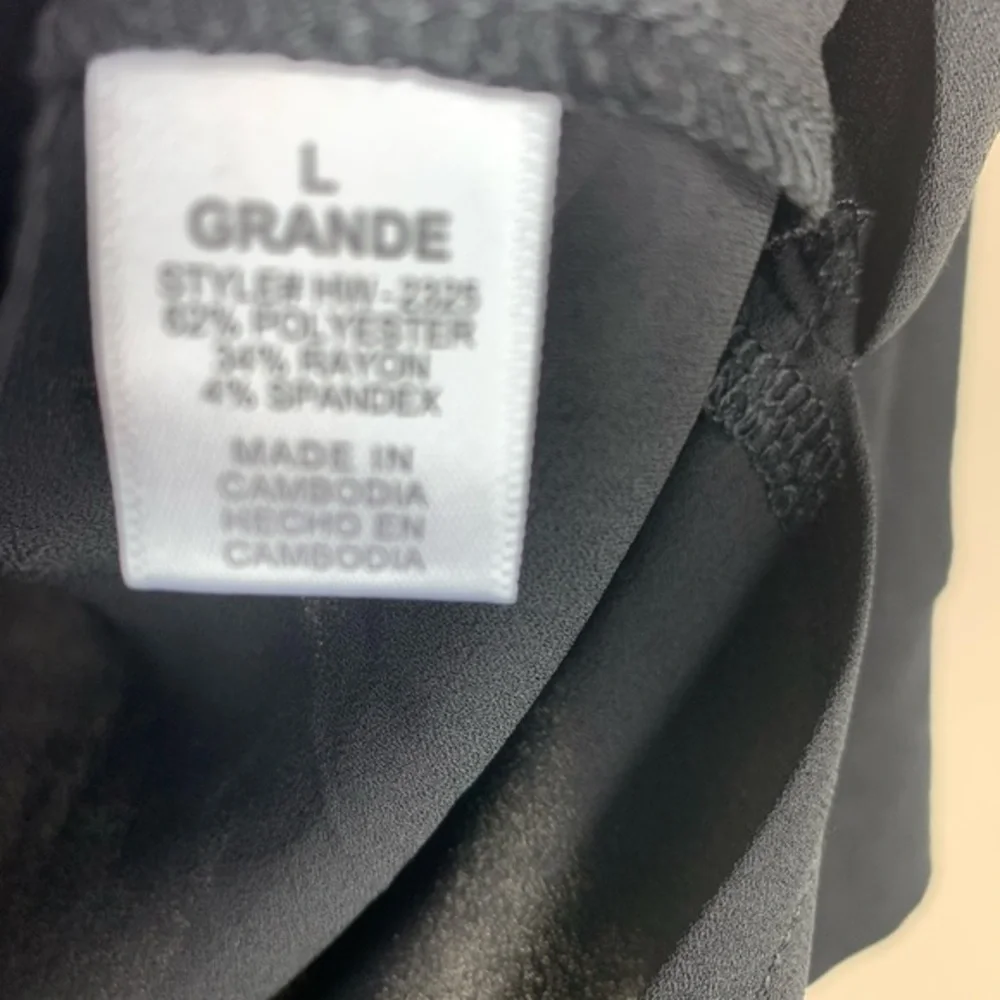 L
GRANDE
STYLE# HW-2325
62% POLYESTER
34% RAYON
4% SPANDEX
MADE IN
CAMBODIA
HECHO EN
CAMBODIA